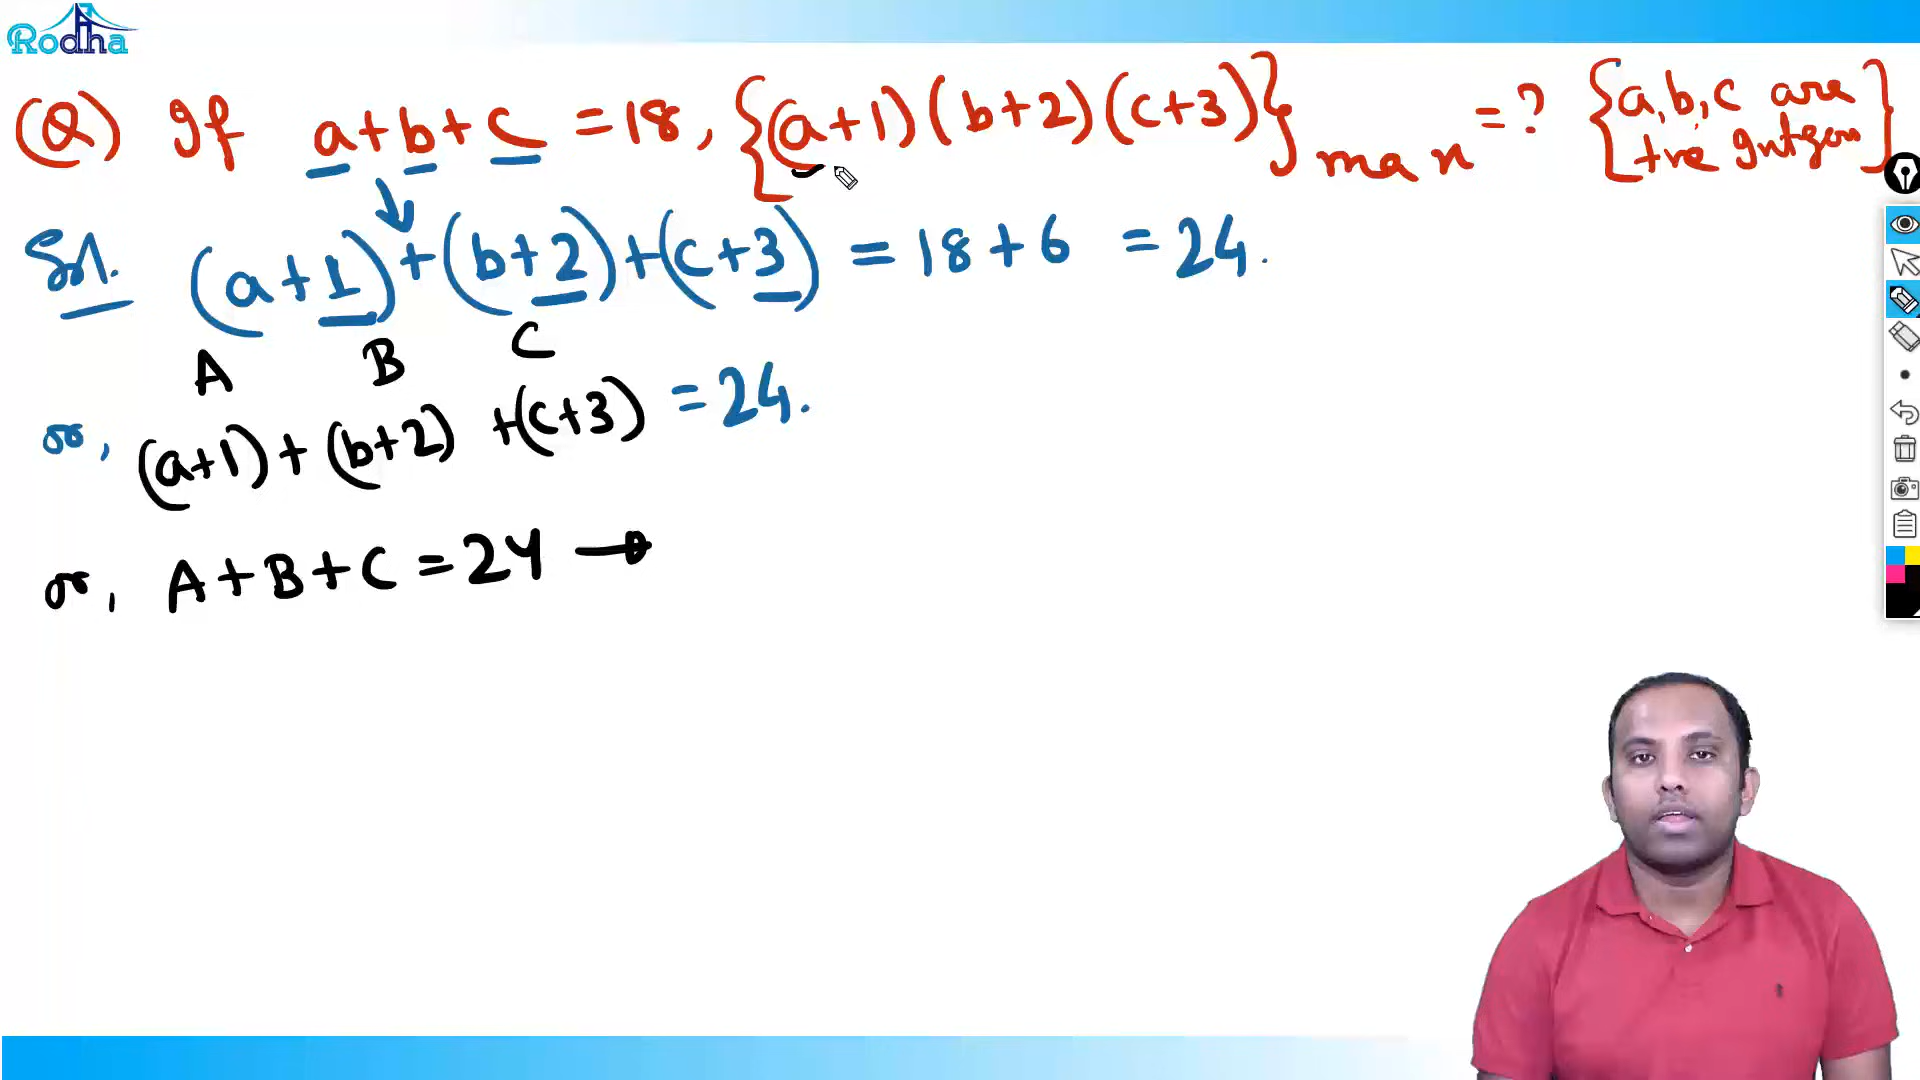 Rodha
(Q) If a+b+c =18, {(a+1)(b+2)(c+3)} max =? {a,b,c are +ve Intgers}
Sol. (a+1)+(b+2)+(c+3) = 18+6 = 24.
A B C
or, (a+1)+(b+2)+(c+3) =24.
or, A+B+C=24 →